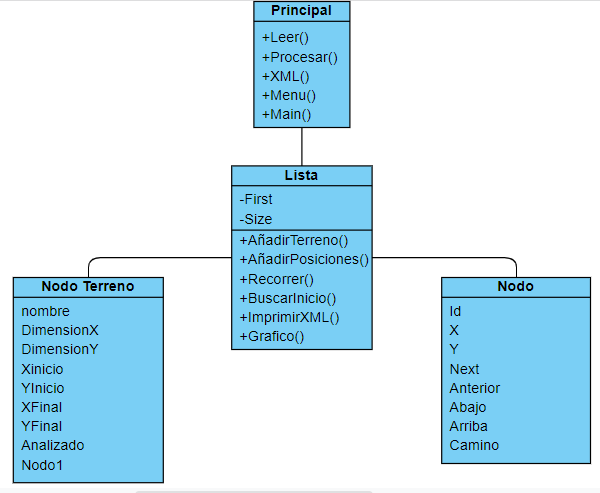 Principal
+Leer()
+Procesar()
+XML()
+Menu()
+Main()
Lista
-First
-Size
+AñadirTerreno()
+AñadirPosiciones()
+Recorrer()
+BuscarInicio()
+ImprimirXML()
+Grafico()
Nodo Terreno
nombre
DimensionX
DimensionY
Xinicio
YInicio
XFinal
YFinal
Analizado
Nodo1
Nodo
Id
X
Y
Next
Anterior
Abajo
Arriba
Camino